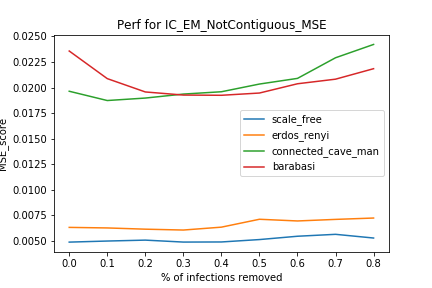 Perf for IC_EM_NotContiguous_MSE
0.0250
0.0225
0.0200
0.0175
0.0150
0.0125
0.0100
0.0075
0.0050
MSE_score
scale_free
erdos_renyi
connected_cave_man
barabasi
0.0 0.1 0.2 0.3 0.4 0.5 0.6 0.7 0.8
% of infections removed